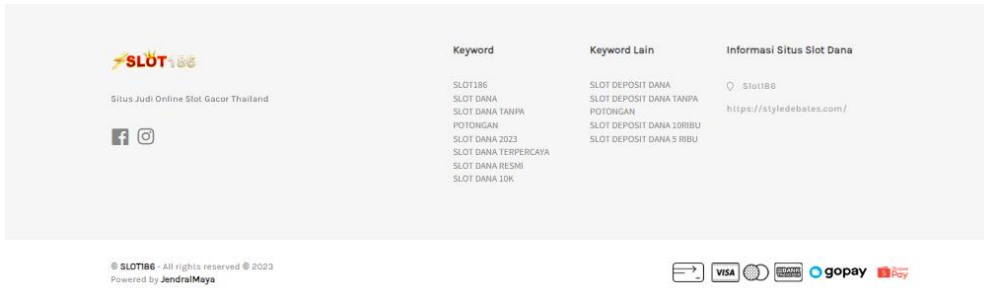 SLOT186
Situs Judi Online Slot Gacor Thailand
Keyword
SLOT186
SLOT DANA
SLOT DANA TANPA
POTONGAN
SLOT DANA 2023
SLOT DANA TERPERCAYA
SLOT DANA RESMI
SLOT DANA 10K
Keyword Lain
SLOT DEPOSIT DANA
SLOT DEPOSIT DANA TANPA
POTONGAN
SLOT DEPOSIT DANA 10RIBU
SLOT DEPOSIT DANA 5 RIBU
Informasi Situs Slot Dana
Slot186
https://styledebates.com/
© SLOT186 - All rights reserved © 2023
Powered by JendralMaya
VISA
BANK
gopay
Pay